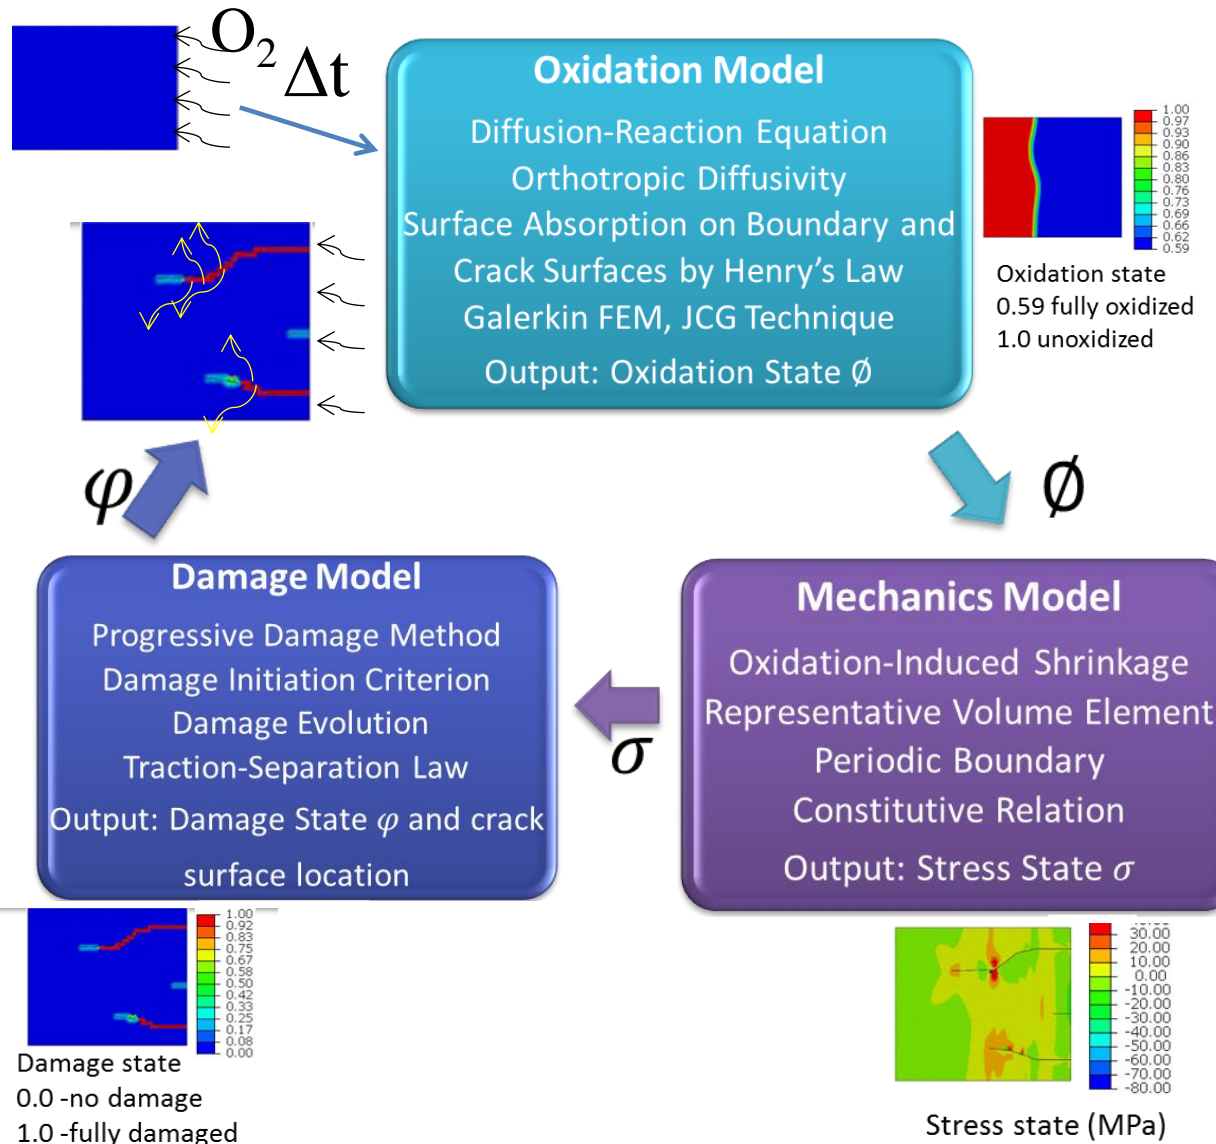 O₂
Δt
Oxidation Model
Diffusion-Reaction Equation
Orthotropic Diffusivity
Surface Absorption on Boundary and
Crack Surfaces by Henry's Law
Galerkin FEM, JCG Technique
Output: Oxidation State Ø
1.00
0.97
0.93
0.90
0.86
0.83
0.80
0.76
0.73
0.69
0.66
0.62
0.59
Oxidation state
0.59 fully oxidized
1.0 unoxidized
φ
Ø
Damage Model
Progressive Damage Method
Damage Initiation Criterion
Damage Evolution
Traction-Separation Law
Output: Damage State φ and crack
surface location
σ
Mechanics Model
Oxidation-Induced Shrinkage
Representative Volume Element
Periodic Boundary
Constitutive Relation
Output: Stress State σ
1.00
0.92
0.83
0.75
0.67
0.58
0.50
0.42
0.33
0.25
0.17
0.08
0.00
Damage state
0.0 -no damage
1.0 -fully damaged
30.00
20.00
10.00
0.00
-10.00
-20.00
-30.00
-40.00
-50.00
-60.00
-70.00
-80.00
Stress state (MPa)